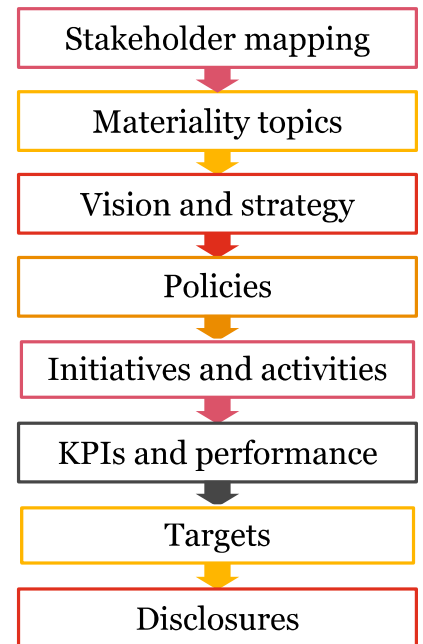 Stakeholder mapping
Materiality topics
Vision and strategy
Policies
Initiatives and activities
KPIs and performance
Targets
Disclosures